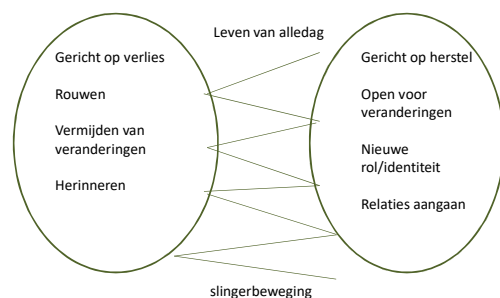 Leven van alledag
Gericht op verlies
Rouwen
Vermijden van
veranderingen
Herinneren
Gericht op herstel
Open voor
veranderingen
Nieuwe
rol/identiteit
Relaties aangaan
slingerbeweging